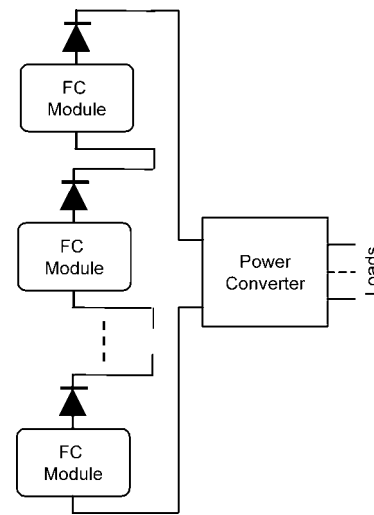 FC
Module
FC
Module
Power
Converter
Loads
FC
Module